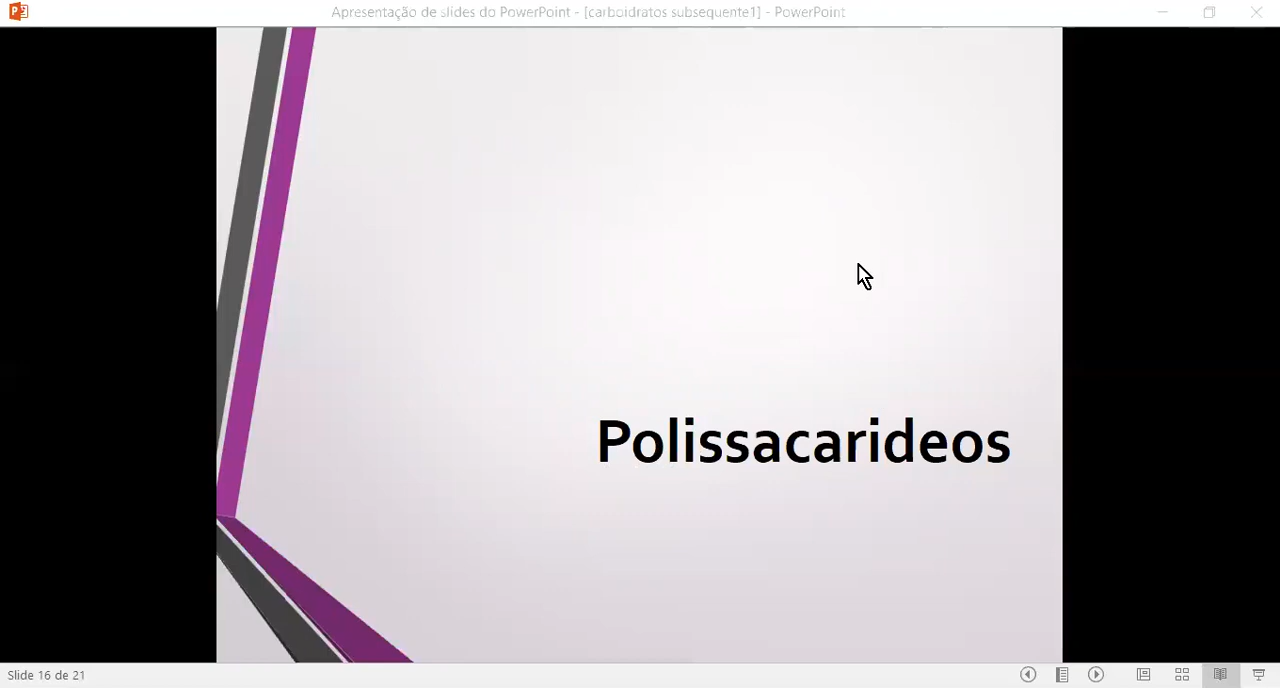 Apresentação de slides do PowerPoint - [carboidratos subsequente1] - PowerPoint
Polissacarideos
Slide 16 de 21